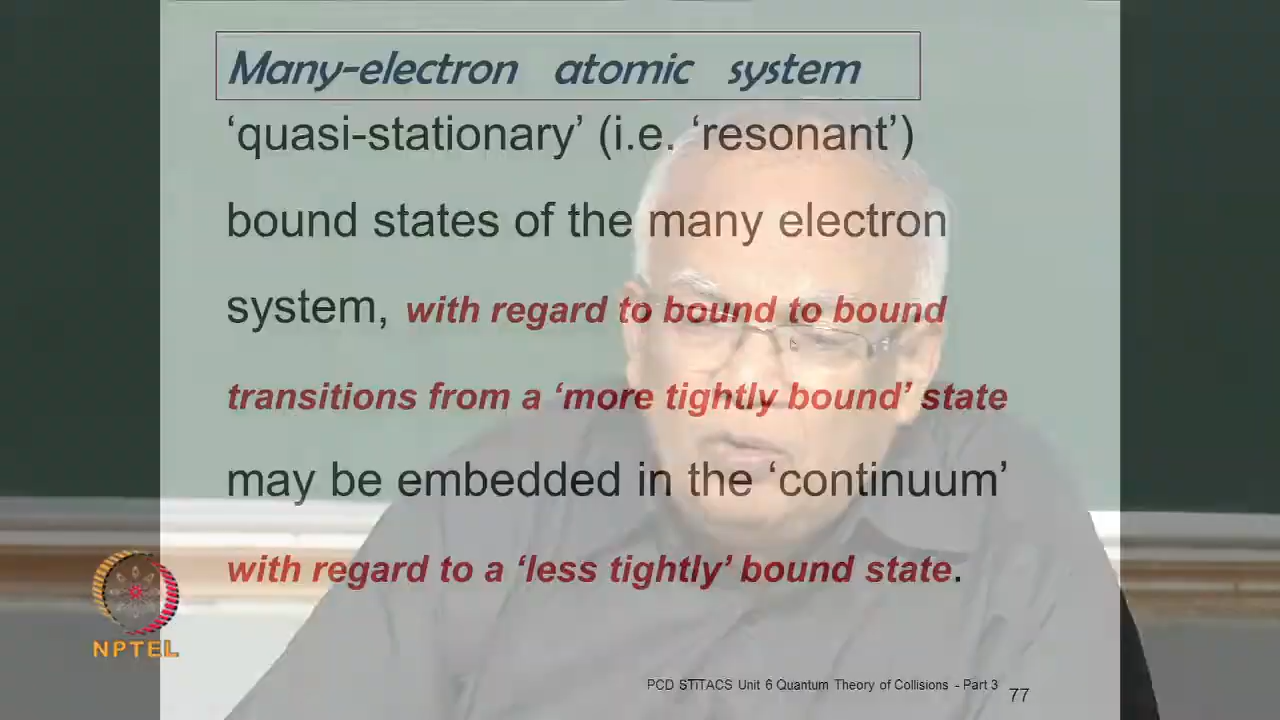 Many-electron atomic system
‘quasi-stationary’ (i.e. ‘resonant’)
bound states of the many electron
system, with regard to bound to bound
transitions from a ‘more tightly bound’ state
may be embedded in the ‘continuum’
with regard to a ‘less tightly’ bound state.
NPTEL
PCD STiTACS Unit 6 Quantum Theory of Collisions - Part 3
77